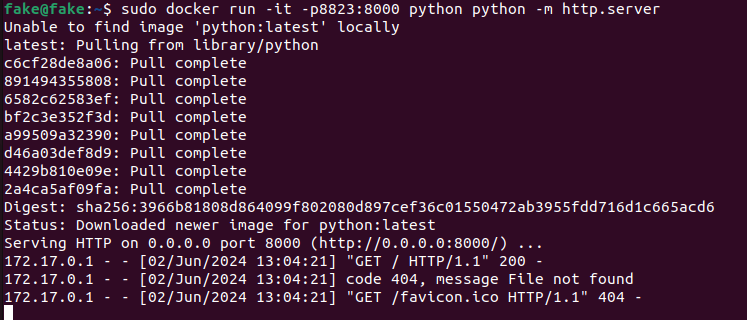 fake@fake:~$ sudo docker run -it -p8823:8000 python python -m http.server
Unable to find image 'python:latest' locally
latest: Pulling from library/python
c6cf28de8a06: Pull complete
891494355808: Pull complete
6582c62583ef: Pull complete
bf2c3e352f3d: Pull complete
a99509a32390: Pull complete
d46a03def8d9: Pull complete
4429b810e09e: Pull complete
2a4ca5af09fa: Pull complete
Digest: sha256:3966b81808d864099f802080d897cef36c01550472ab3955fdd716d1c665acd6
Status: Downloaded newer image for python:latest
Serving HTTP on 0.0.0.0 port 8000 (http://0.0.0.0:8000/) ...
172.17.0.1 - - [02/Jun/2024 13:04:21] "GET / HTTP/1.1" 200 -
172.17.0.1 - - [02/Jun/2024 13:04:21] code 404, message File not found
172.17.0.1 - - [02/Jun/2024 13:04:21] "GET /favicon.ico HTTP/1.1" 404 -